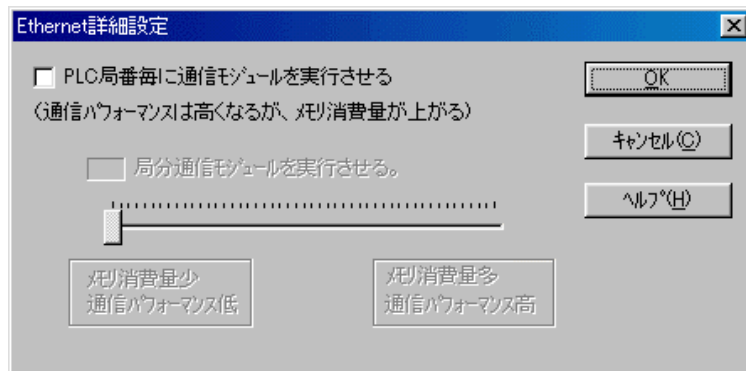 Ethernet詳細設定
PLC局番毎に通信ﾓｼﾞｭｰﾙを実行させる
(通信ﾊﾟﾌｫｰﾏﾝｽは高くなるが、ﾒﾓﾘ消費量が上がる)
局分通信ﾓｼﾞｭｰﾙを実行させる。
ﾒﾓﾘ消費量少
通信ﾊﾟﾌｫｰﾏﾝｽ低
ﾒﾓﾘ消費量多
通信ﾊﾟﾌｫｰﾏﾝｽ高
OK
ｷｬﾝｾﾙ(C)
ﾍﾙﾌﾟ(H)